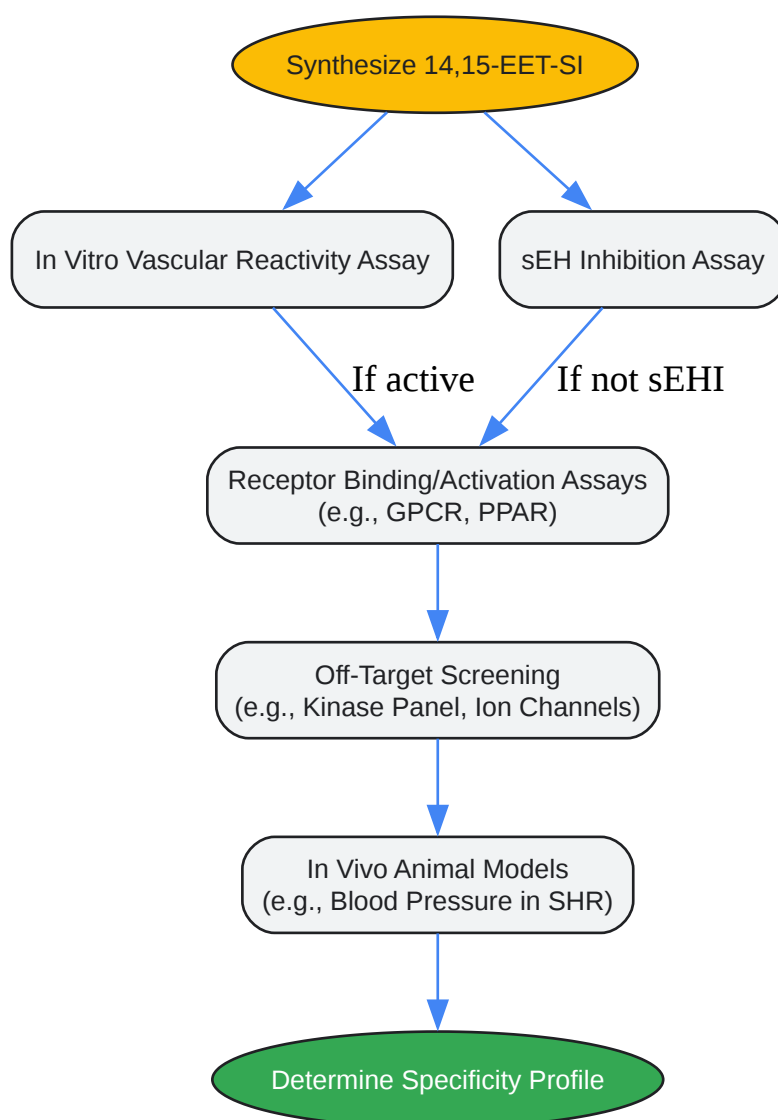 Synthesize 14,15-EET-SI
In Vitro Vascular Reactivity Assay
sEH Inhibition Assay
If active
If not sEHI
Receptor Binding/Activation Assays
(e.g., GPCR, PPAR)
Off-Target Screening
(e.g., Kinase Panel, Ion Channels)
In Vivo Animal Models
(e.g., Blood Pressure in SHR)
Determine Specificity Profile